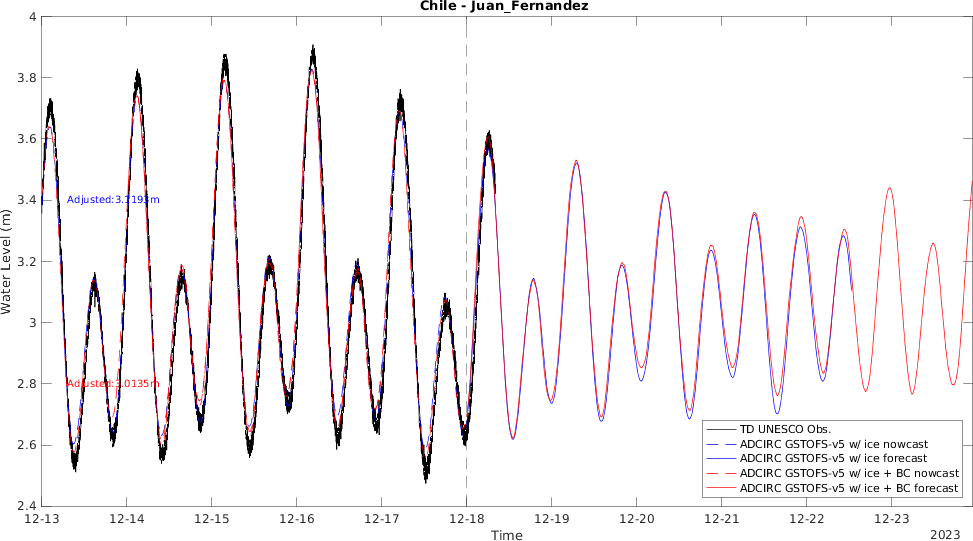 Chile - Juan_Fernandez
4
3.8
3.6
3.4
3.2
3
2.8
2.6
2.4
Water Level (m)
Adjusted:3.1193m
Adjusted:3.0135m
TD UNESCO Obs.
ADCIRC GSTOFS-v5 w/ ice nowcast
ADCIRC GSTOFS-v5 w/ ice forecast
ADCIRC GSTOFS-v5 w/ ice + BC nowcast
ADCIRC GSTOFS-v5 w/ ice + BC forecast
12-13 12-14 12-15 12-16 12-17 12-18 12-19 12-20 12-21 12-22 12-23
Time
2023